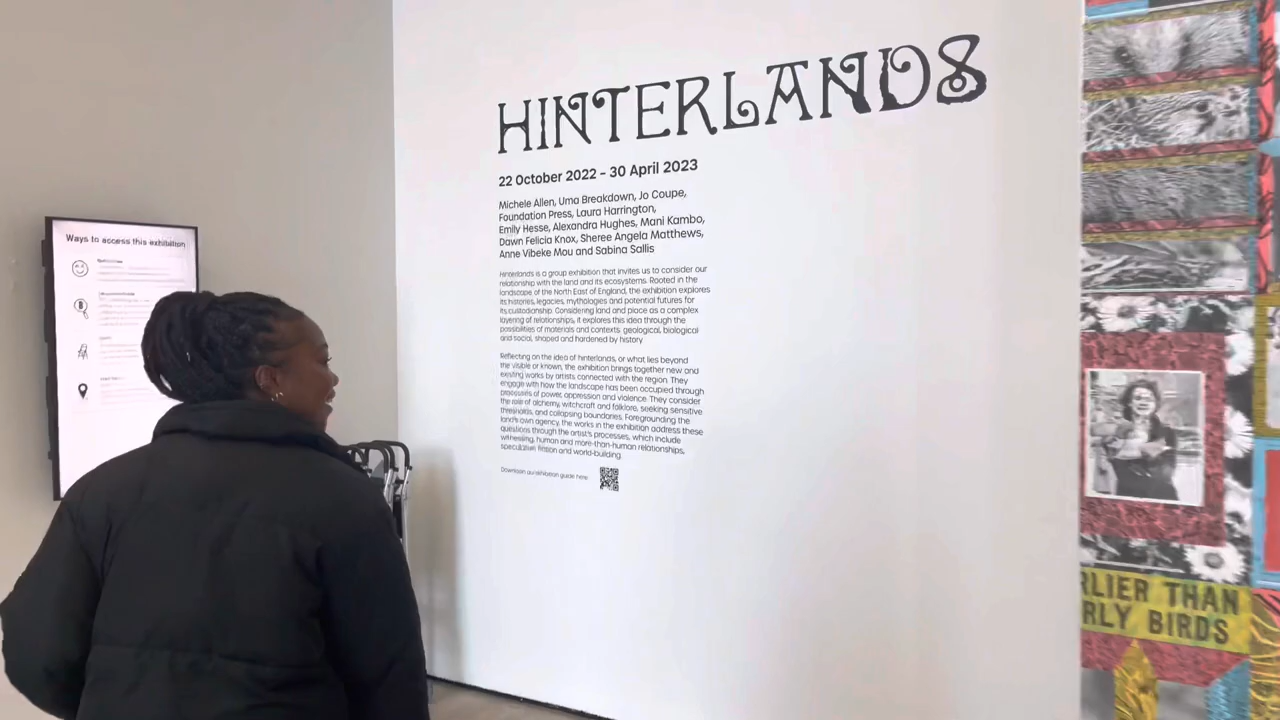 Ways to access this exhibition
HINTERLANDS
22 October 2022 – 30 April 2023
Michele Allen, Uma Breakdown, Jo Coupe,
Foundation Press, Laura Harrington,
Emily Hesse, Alexandra Hughes, Mani Kambo,
Dawn Felicia Knox, Sheree Angela Matthews,
Anne Vibeke Mou and Sabina Sallis
Hinterlands is a group exhibition that invites us to consider our
relationship with the land and its ecosystems. Rooted in the
landscape of the North East of England, the exhibition explores
its histories, legacies, mythologies and potential futures for
its custodianship. Considering land and place as a complex
layering of relationships, it explores this idea through the
possibilities of materials and contexts: geological, biological
and social, shaped and hardened by history
Reflecting on the idea of hinterlands, or what lies beyond
the visible or known, the exhibition brings together new and
existing works by artists connected with the region. They
engage with how the landscape has been occupied through
processes of power, oppression and violence. They consider
the role of alchemy, witchcraft and folklore, seeking sensitive
thresholds, and collapsing boundaries. Foregrounding the
land's own agency, the works in the exhibition address these
questions through the artist's processes, which include
witnessing, human and more-than-human relationships,
speculative fiction and world-building.
Download our exhibition guide here:
RLIER THAN
RLY BIRDS